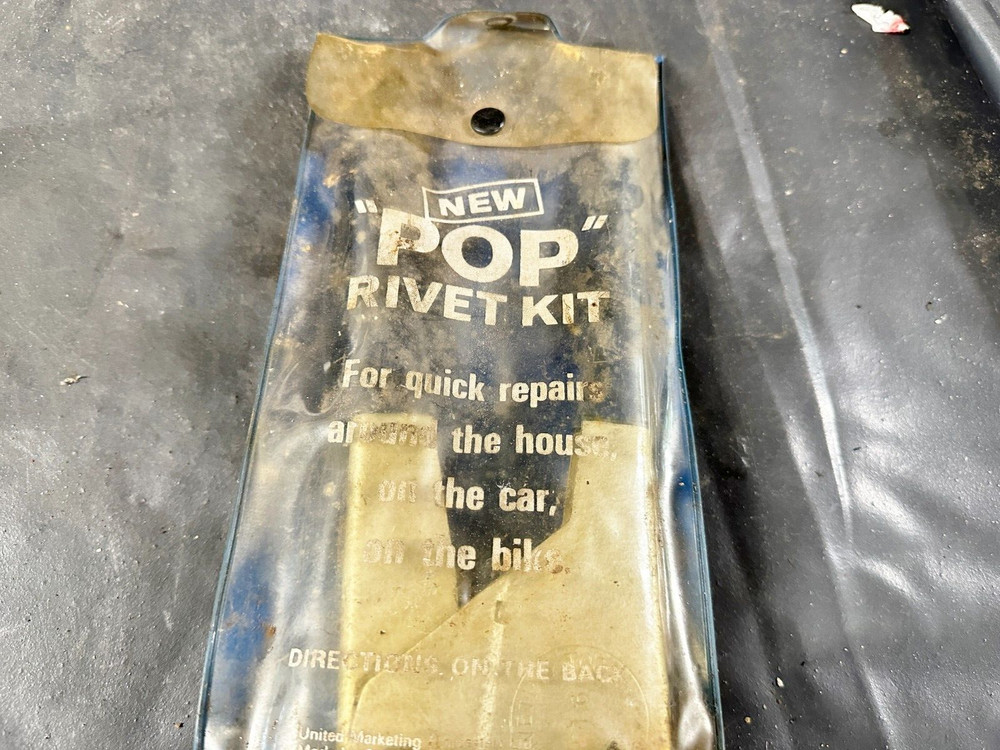 NEW
"POP"
RIVET KIT
For quick repairs
around the house,
on the car,
on the bike.
DIRECTIONS ON THE BACK
United Marketing